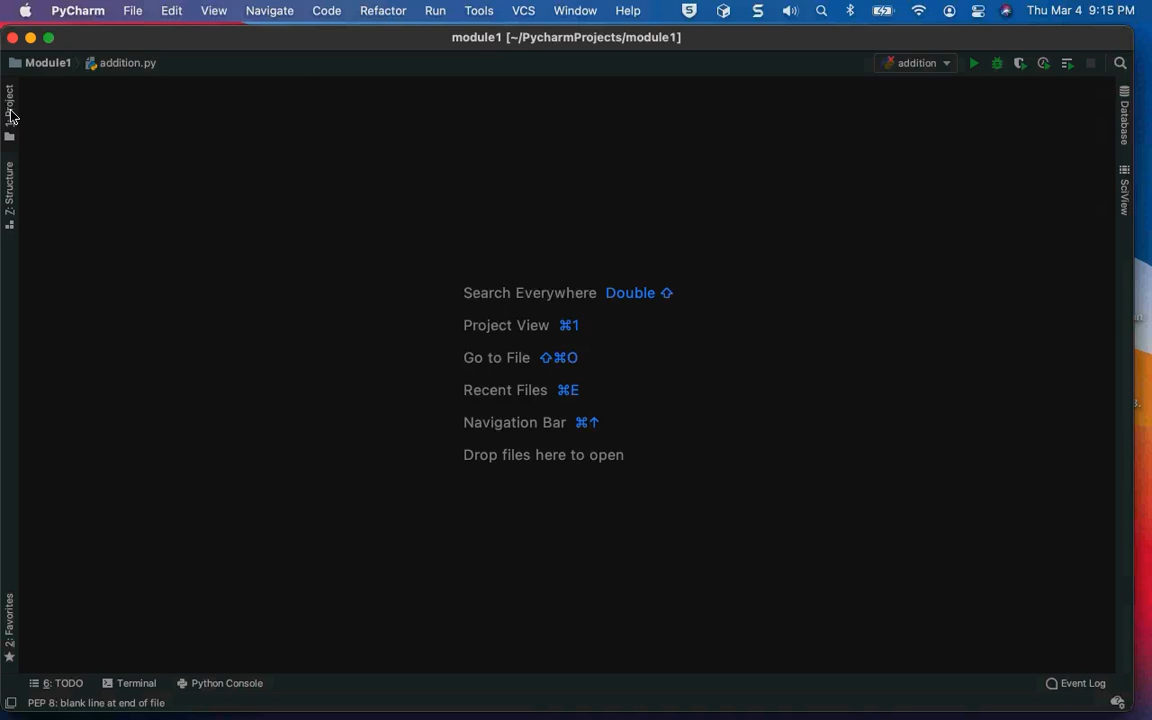 PyCharm File Edit View Navigate Code Refactor Run Tools VCS Window Help Thu Mar 4 9:15 PM
module1 [~/PycharmProjects/module1]
Module1 addition.py addition
1: Project
Z: Structure
2: Favorites
Database
SciView
Search Everywhere Double ⇧
Project View ⌘1
Go to File ⇧⌘O
Recent Files ⌘E
Navigation Bar ⌘↑
Drop files here to open
6: TODO Terminal Python Console Event Log
PEP 8: blank line at end of file